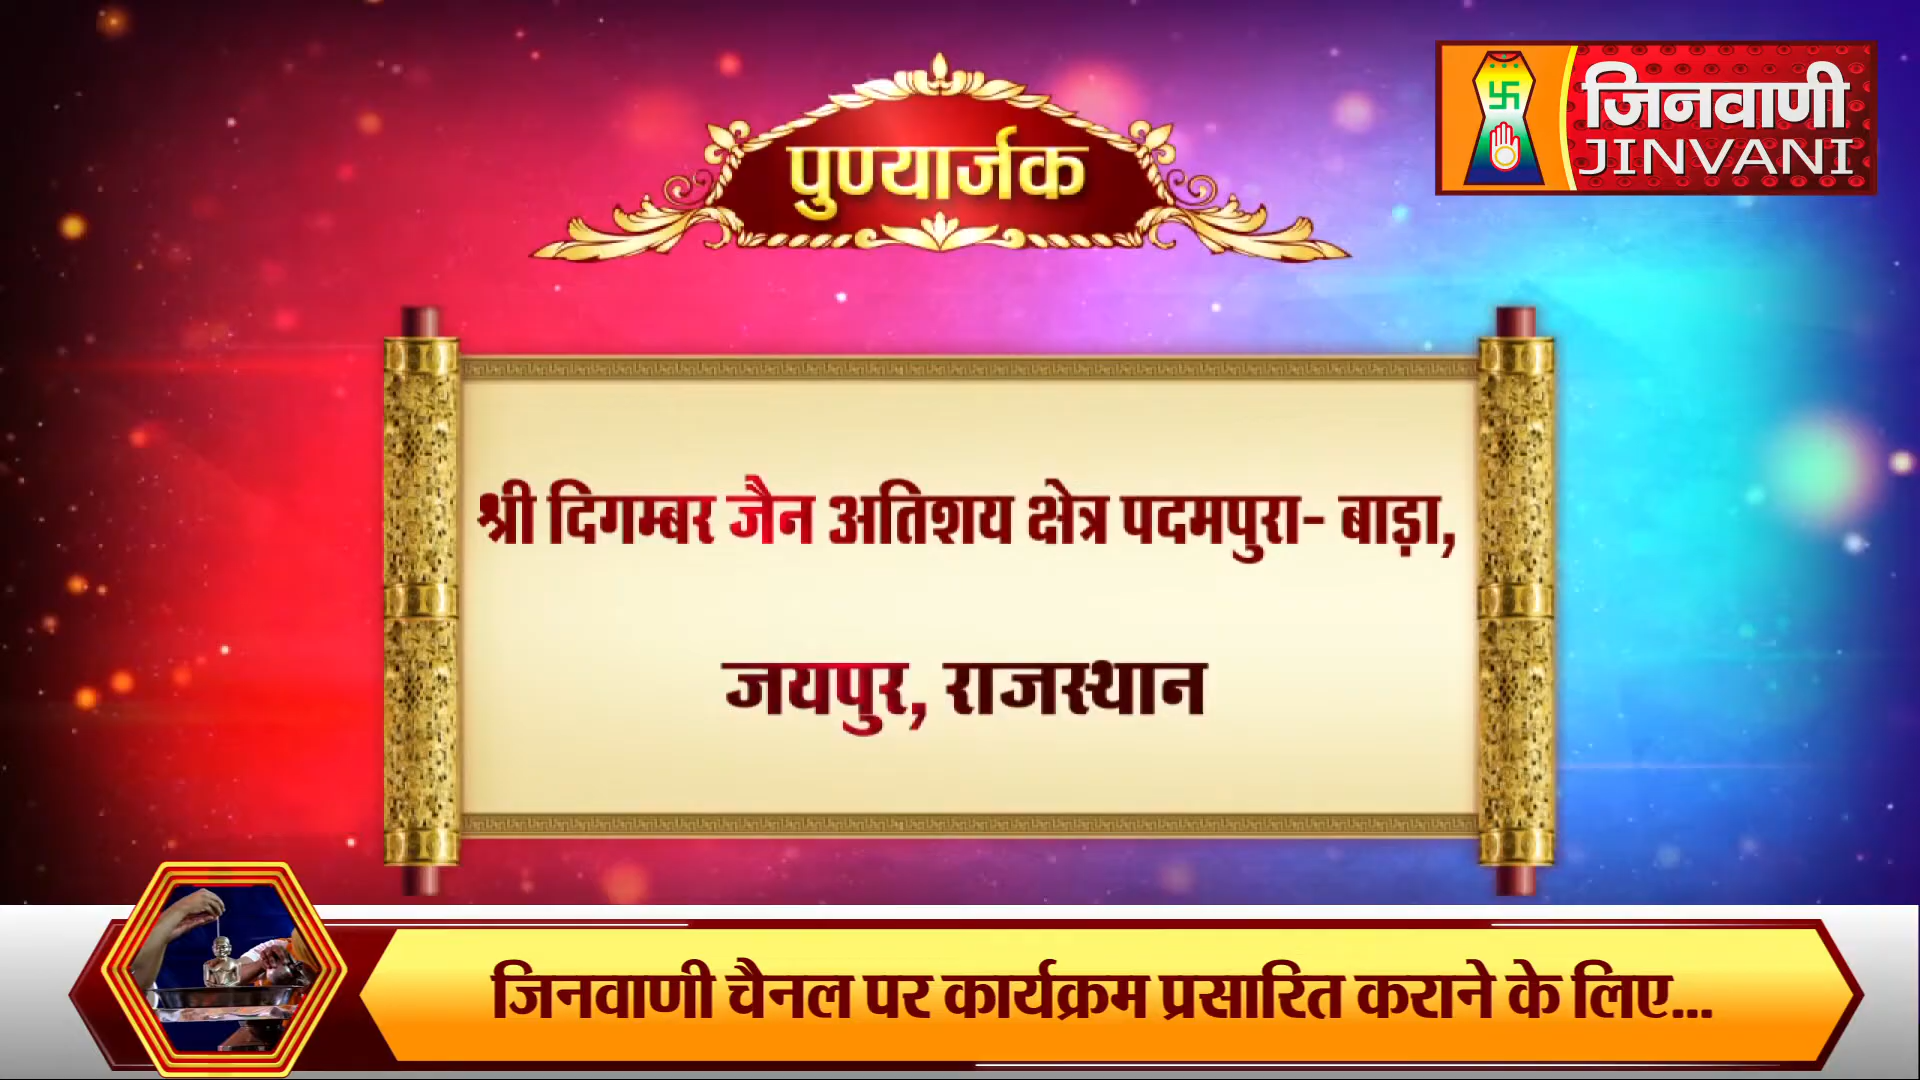 पुण्यार्जक
जिनवाणी
JINVANI
श्री दिगम्बर जैन अतिशय क्षेत्र पदमपुरा- बाड़ा,
जयपुर, राजस्थान
जिनवाणी चैनल पर कार्यक्रम प्रसारित कराने के लिए...